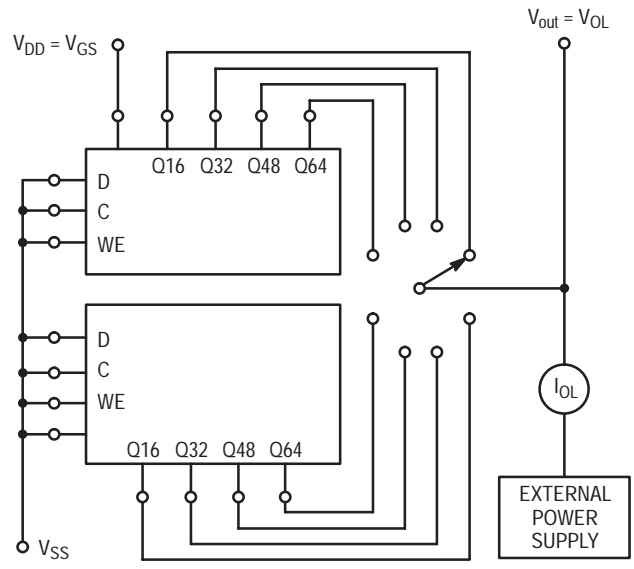 V_DD = V_GS
V_out = V_OL
Q16 Q32 Q48 Q64
D
C
WE
D
C
WE
Q16 Q32 Q48 Q64
I_OL
EXTERNAL
POWER
SUPPLY
V_SS